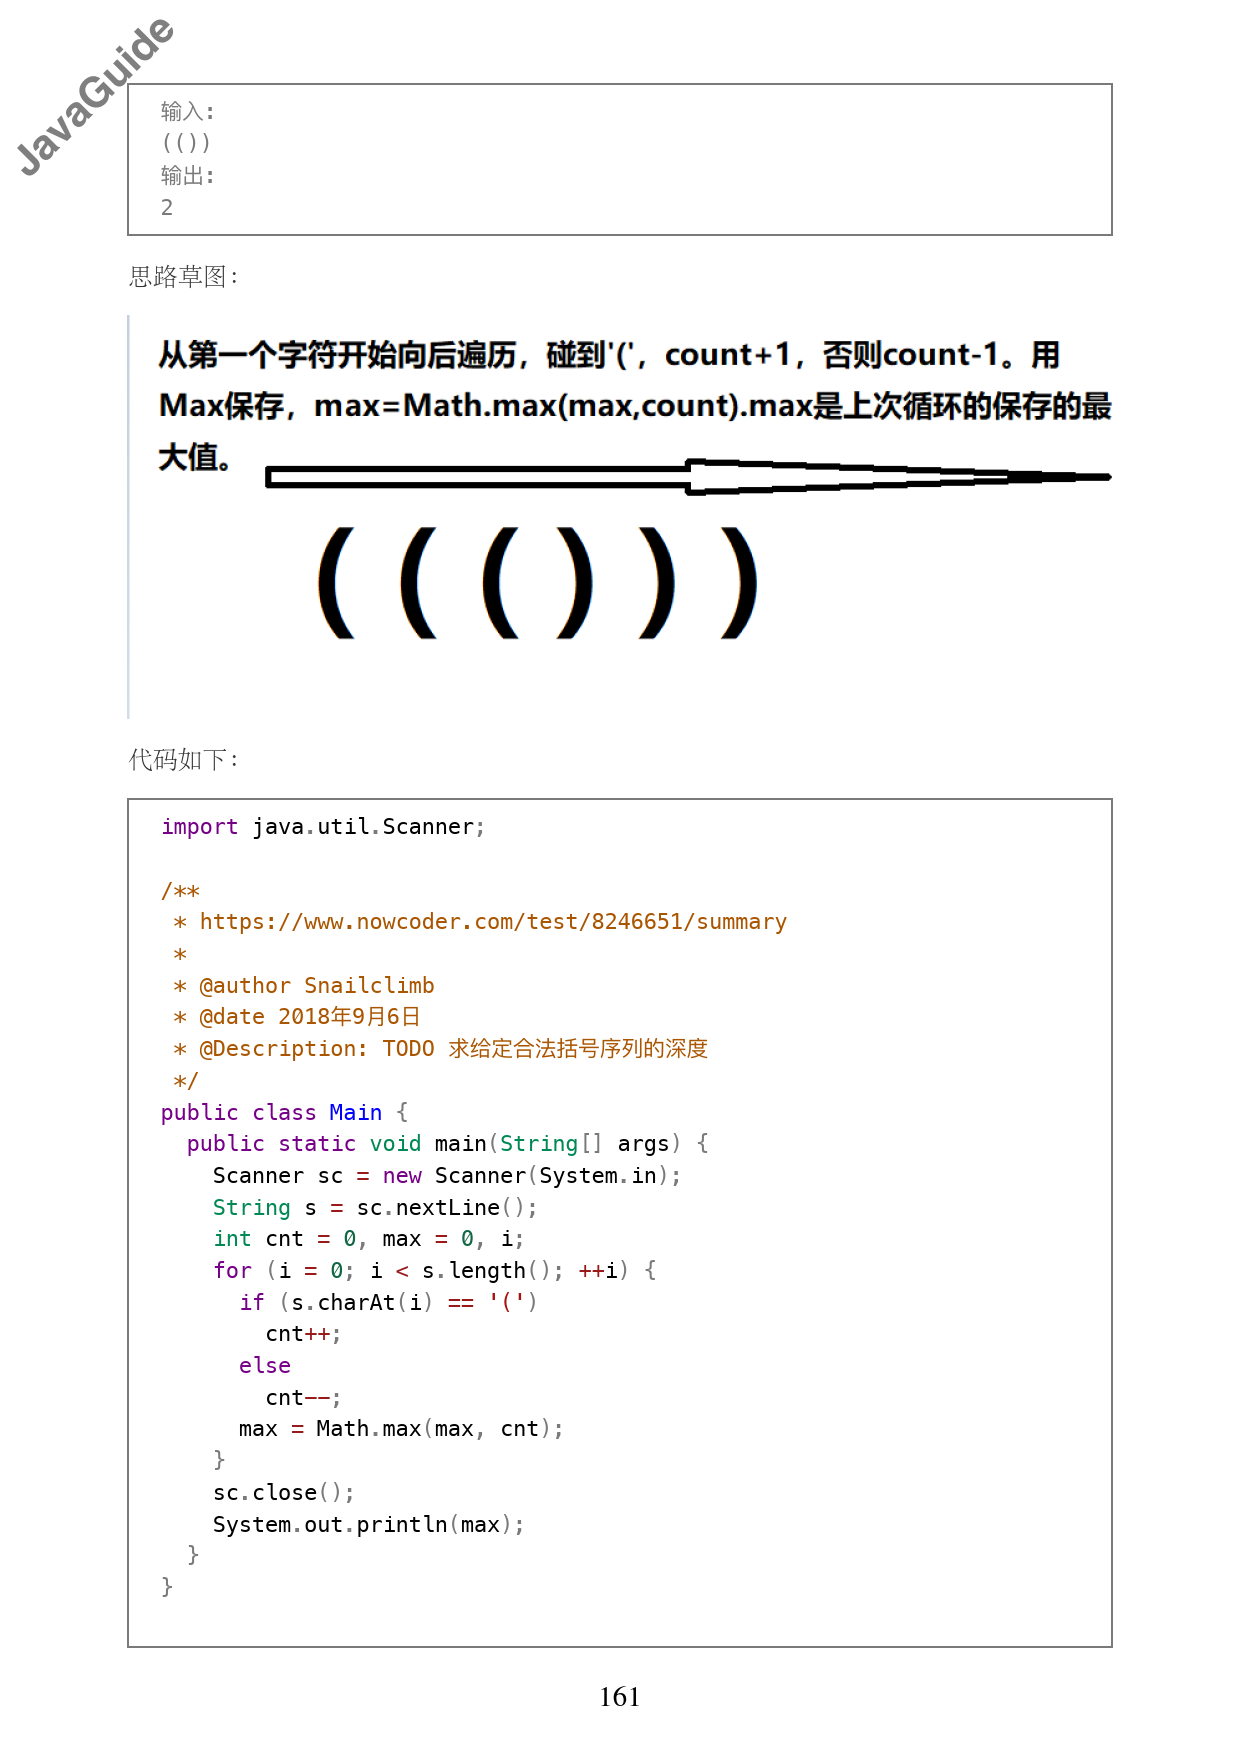 JavaGuide
输入:
(())
输出:
2
思路草图：
从第一个字符开始向后遍历，碰到'('，count+1，否则count-1。用
Max保存，max=Math.max(max,count).max是上次循环的保存的最
大值。
( ( ( ) ) )
代码如下：
import java.util.Scanner;
/**
 * https://www.nowcoder.com/test/8246651/summary
 *
 * @author Snailclimb
 * @date 2018年9月6日
 * @Description: TODO 求给定合法括号序列的深度
 */
public class Main {
  public static void main(String[] args) {
    Scanner sc = new Scanner(System.in);
    String s = sc.nextLine();
    int cnt = 0, max = 0, i;
    for (i = 0; i < s.length(); ++i) {
      if (s.charAt(i) == '(')
        cnt++;
      else
        cnt--;
      max = Math.max(max, cnt);
    }
    sc.close();
    System.out.println(max);
  }
}
161